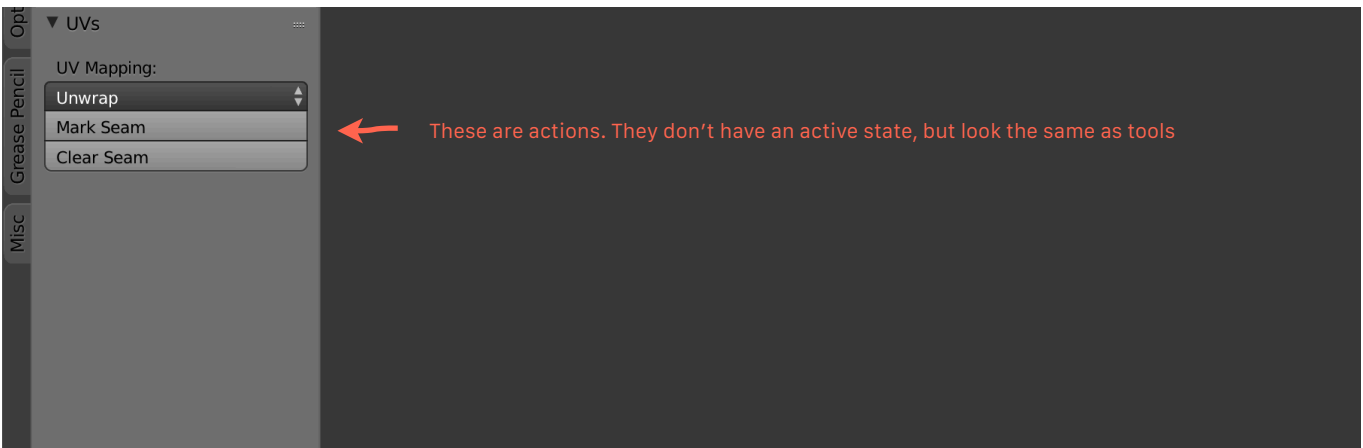 Opt
UVs
UV Mapping:
Unwrap
Mark Seam
Clear Seam
Grease Pencil
Misc
These are actions. They don’t have an active state, but look the same as tools